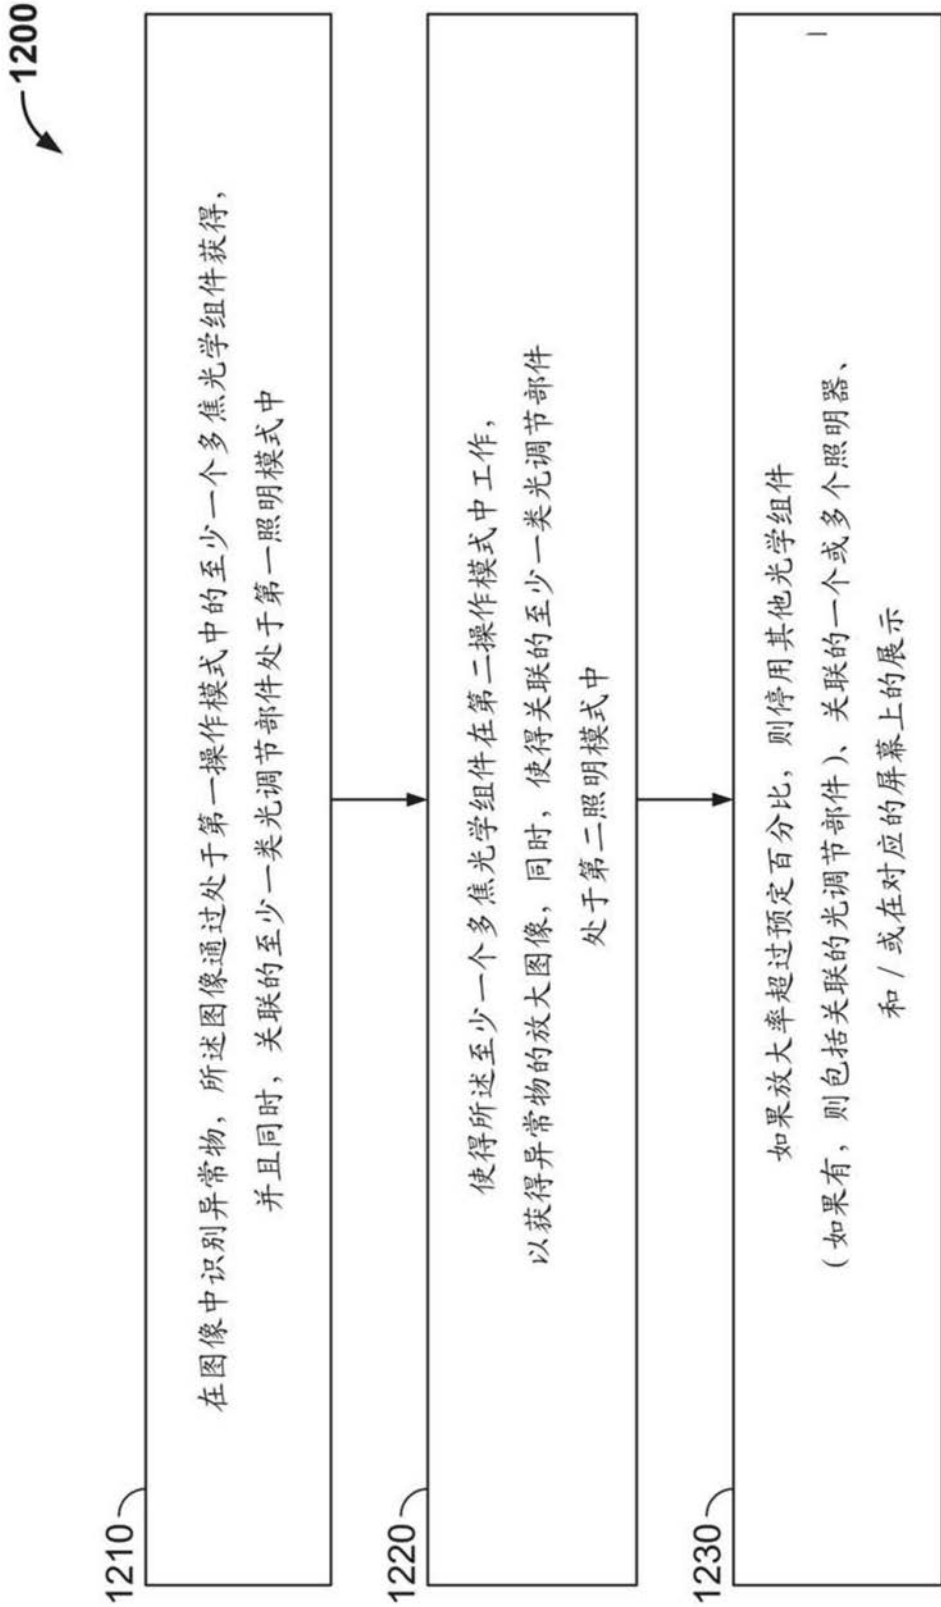 1200
1210
在图像中识别异常物，所述图像通过处于第一操作模式中的至少一个多焦光学组件获得，
并且同时，关联的至少一类光调节部件处于第一照明模式中
1220
使得所述至少一个多焦光学组件在第二操作模式中工作，
以获得异常物的放大图像，同时，使得关联的至少一类光调节部件
处于第二照明模式中
1230
如果放大率超过预定百分比，则停用其他光学组件
（如果有，则包括关联的光调节部件）、关联的一个或多个照明器、
和/或在对应的屏幕上的展示